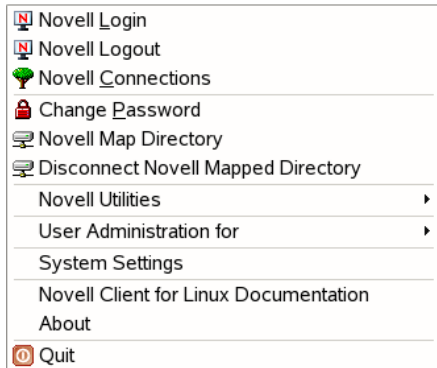 Novell Login
Novell Logout
Novell Connections
Change Password
Novell Map Directory
Disconnect Novell Mapped Directory
Novell Utilities
User Administration for
System Settings
Novell Client for Linux Documentation
About
Quit